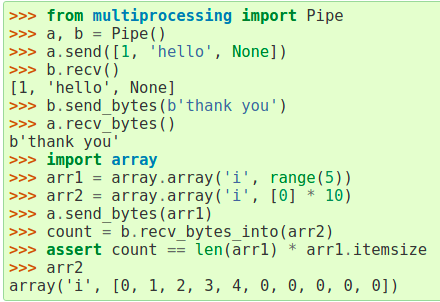 >>> from multiprocessing import Pipe
>>> a, b = Pipe()
>>> a.send([1, 'hello', None])
>>> b.recv()
[1, 'hello', None]
>>> b.send_bytes(b'thank you')
>>> a.recv_bytes()
b'thank you'
>>> import array
>>> arr1 = array.array('i', range(5))
>>> arr2 = array.array('i', [0] * 10)
>>> a.send_bytes(arr1)
>>> count = b.recv_bytes_into(arr2)
>>> assert count == len(arr1) * arr1.itemsize
>>> arr2
array('i', [0, 1, 2, 3, 4, 0, 0, 0, 0, 0])